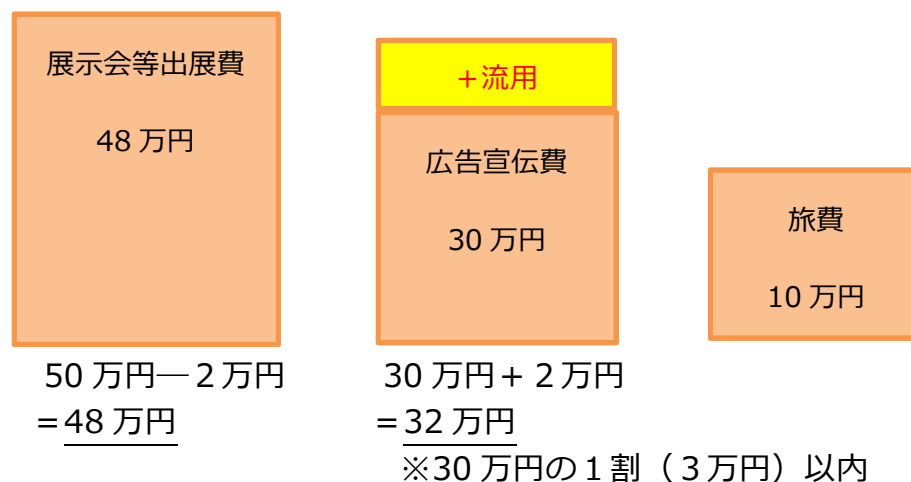 展示会等出展費
48 万円
+流用
広告宣伝費
30 万円
旅費
10 万円
50 万円―２万円
=48 万円
30 万円+２万円
=32 万円
※30 万円の１割（３万円）以内